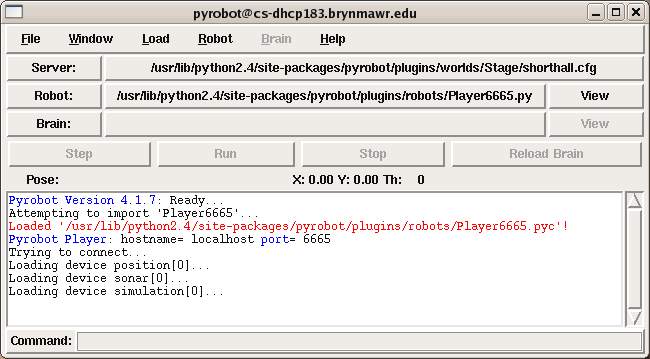 pyrobot@cs-dhcp183.brynmawr.edu
File Window Load Robot Brain Help
Server: /usr/lib/python2.4/site-packages/pyrobot/plugins/worlds/Stage/shorthall.cfg
Robot: /usr/lib/python2.4/site-packages/pyrobot/plugins/robots/Player6665.py View
Brain: View
Step Run Stop Reload Brain
Pose: X: 0.00 Y: 0.00 Th: 0
Pyrobot Version 4.1.7: Ready...
Attempting to import 'Player6665'...
Loaded '/usr/lib/python2.4/site-packages/pyrobot/plugins/robots/Player6665.pyc'!
Pyrobot Player: hostname= localhost port= 6665
Trying to connect...
Loading device position[0]...
Loading device sonar[0]...
Loading device simulation[0]...
Command: